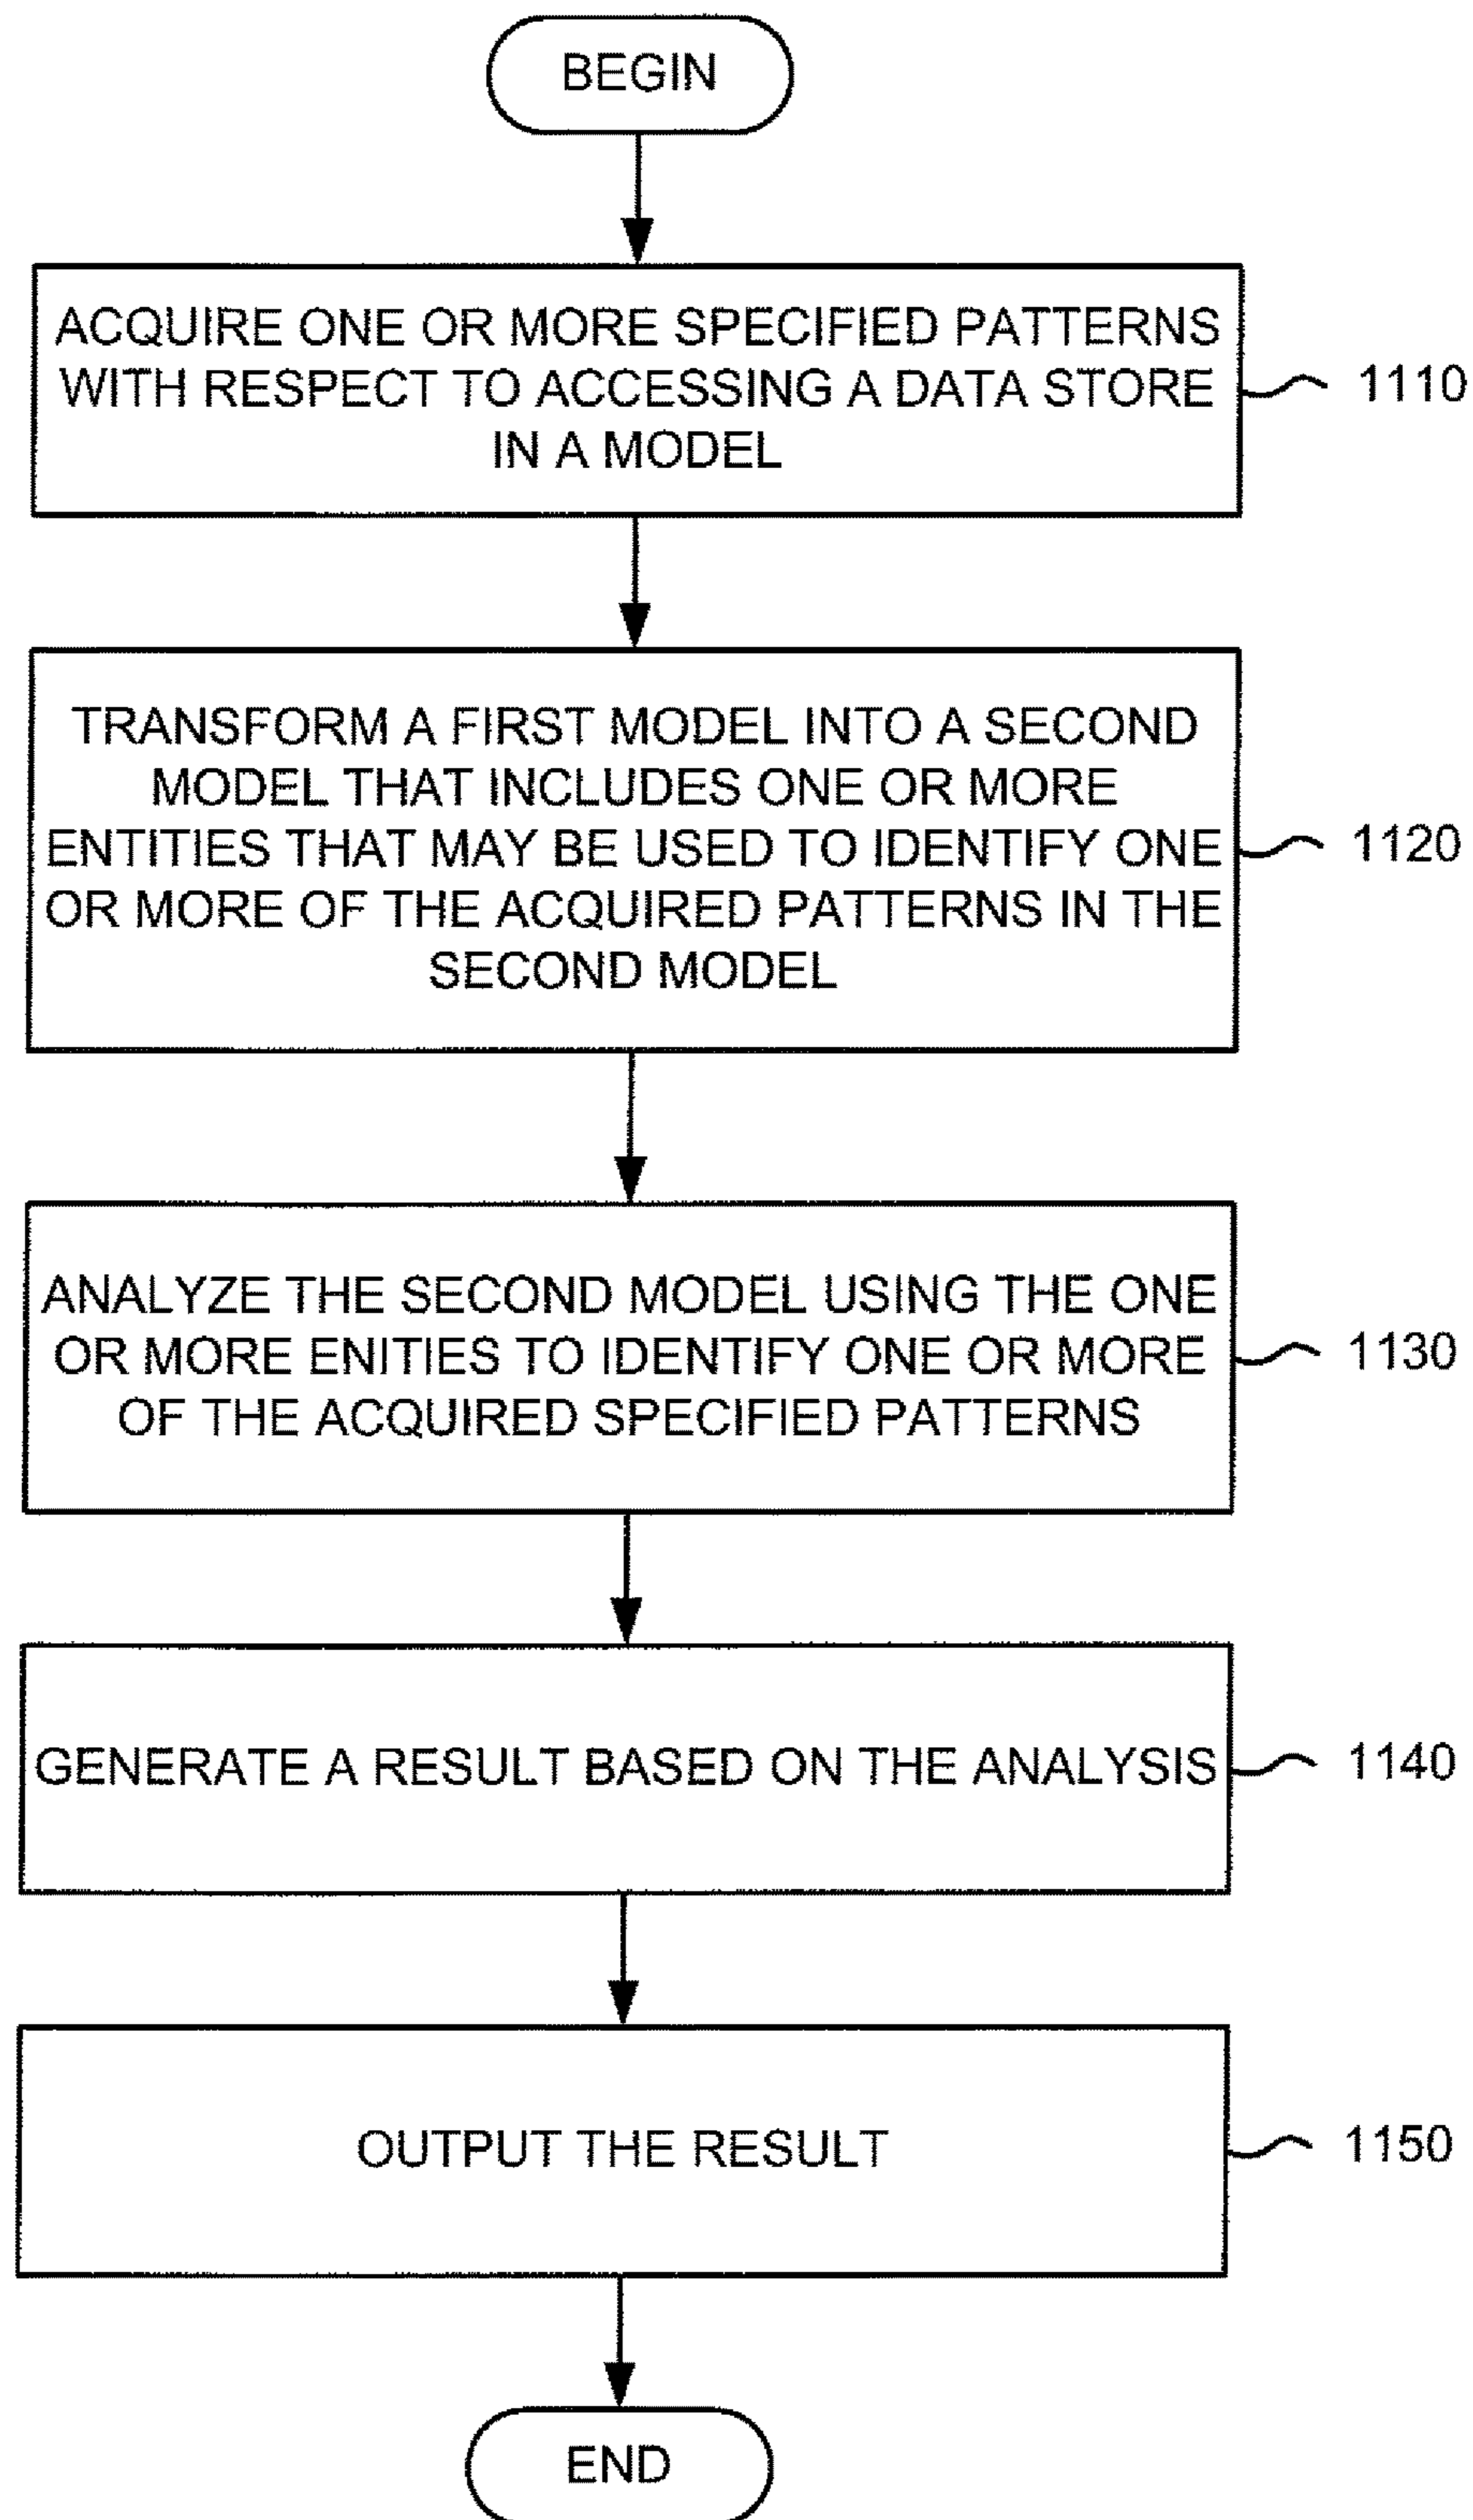 BEGIN
ACQUIRE ONE OR MORE SPECIFIED PATTERNS
WITH RESPECT TO ACCESSING A DATA STORE
IN A MODEL
1110
TRANSFORM A FIRST MODEL INTO A SECOND
MODEL THAT INCLUDES ONE OR MORE
ENTITIES THAT MAY BE USED TO IDENTIFY ONE
OR MORE OF THE ACQUIRED PATTERNS IN THE
SECOND MODEL
1120
ANALYZE THE SECOND MODEL USING THE ONE
OR MORE ENITIES TO IDENTIFY ONE OR MORE
OF THE ACQUIRED SPECIFIED PATTERNS
1130
GENERATE A RESULT BASED ON THE ANALYSIS
1140
OUTPUT THE RESULT
1150
END